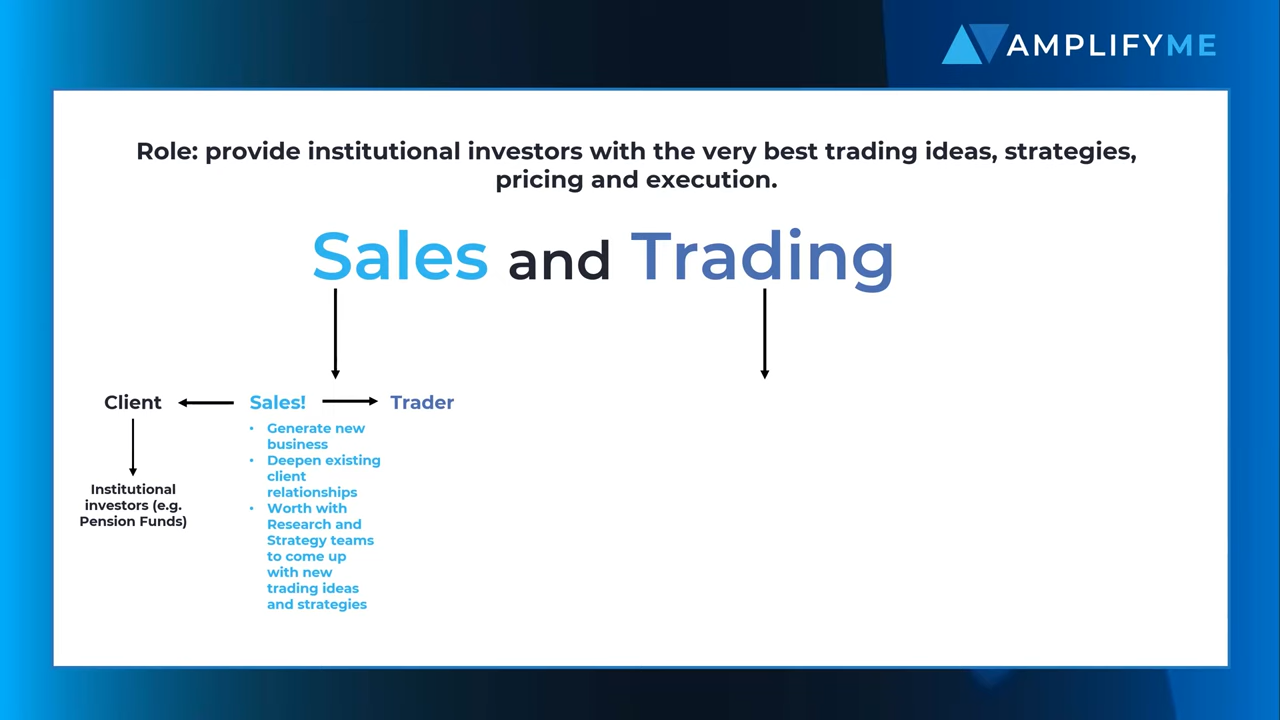 AMPLIFYME
Role: provide institutional investors with the very best trading ideas, strategies,
pricing and execution.
Sales and Trading
Client
Sales!
Trader
Institutional
investors (e.g.
Pension Funds)
• Generate new
business
• Deepen existing
client
relationships
• Worth with
Research and
Strategy teams
to come up
with new
trading ideas
and strategies